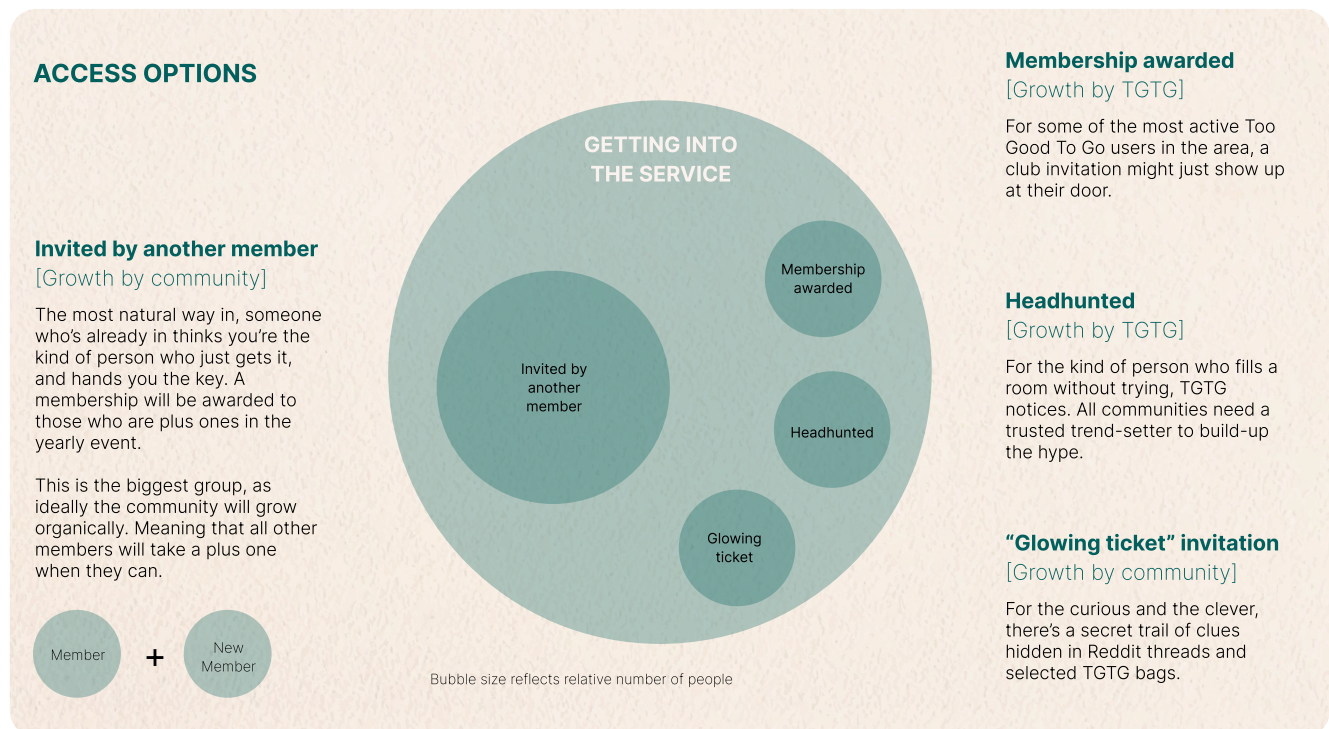 ACCESS OPTIONS
Invited by another member
[Growth by community]
The most natural way in, someone
who’s already in thinks you’re the
kind of person who just gets it,
and hands you the key. A
membership will be awarded to
those who are plus ones in the
yearly event.
This is the biggest group, as
ideally the community will grow
organically. Meaning that all other
members will take a plus one
when they can.
Member
+
New
Member
GETTING INTO
THE SERVICE
Invited by
another
member
Membership
awarded
Headhunted
Glowing
ticket
Bubble size reflects relative number of people
Membership awarded
[Growth by TGTG]
For some of the most active Too
Good To Go users in the area, a
club invitation might just show up
at their door.
Headhunted
[Growth by TGTG]
For the kind of person who fills a
room without trying, TGTG
notices. All communities need a
trusted trend-setter to build-up
the hype.
“Glowing ticket” invitation
[Growth by community]
For the curious and the clever,
there’s a secret trail of clues
hidden in Reddit threads and
selected TGTG bags.